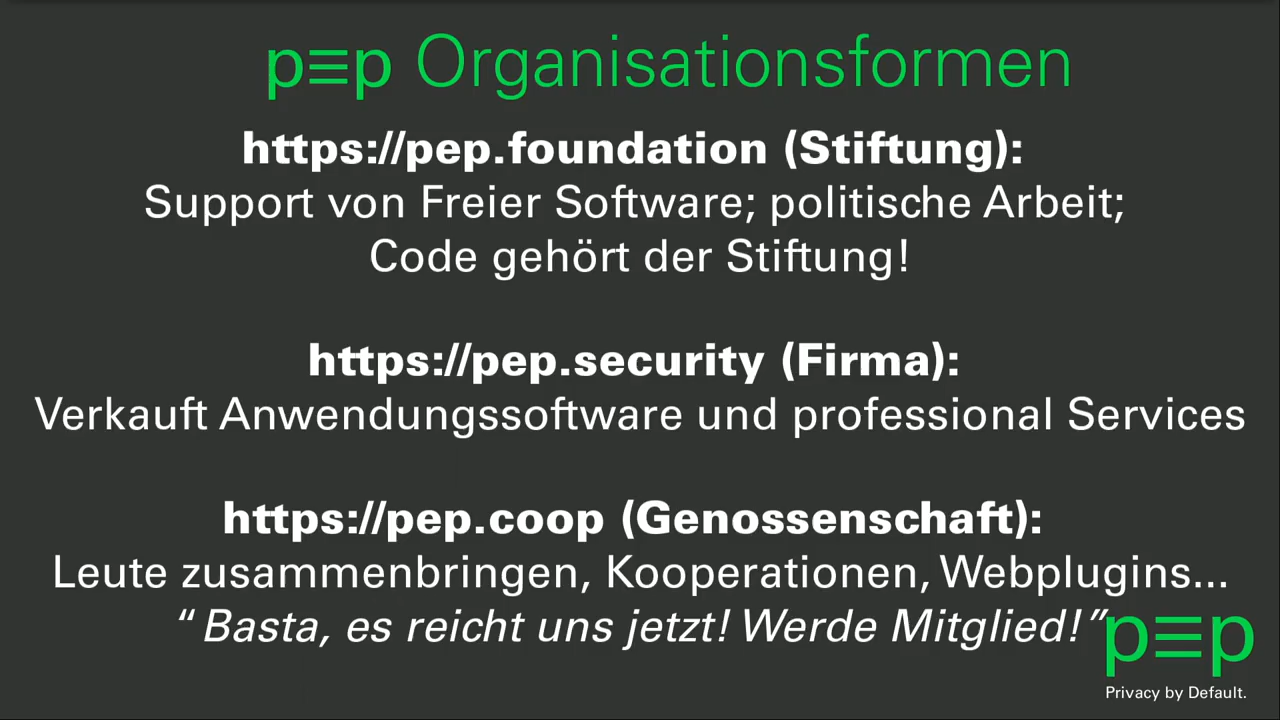 p≡p Organisationsformen
https://pep.foundation (Stiftung):
Support von Freier Software; politische Arbeit;
Code gehört der Stiftung!
https://pep.security (Firma):
Verkauft Anwendungssoftware und professional Services
https://pep.coop (Genossenschaft):
Leute zusammenbringen, Kooperationen, Webplugins...
“Basta, es reicht uns jetzt! Werde Mitglied!”
p≡p
Privacy by Default.